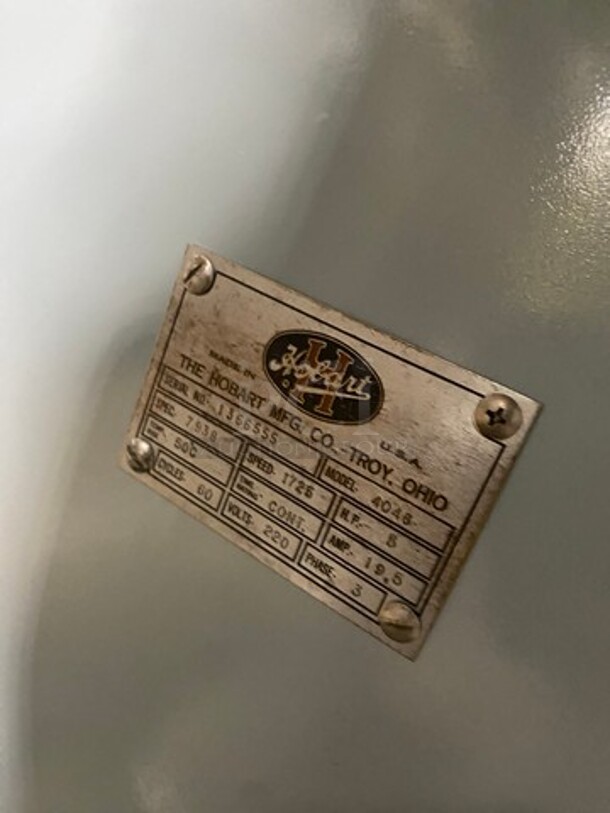 Hobart
MADE IN U.S.A.
THE HOBART MFG. CO.-TROY, OHIO
SERIAL NO. 1366555
SPEC. 7538 SPEED. 1725 MODEL. 4046
50C CONT. H.P.- 5
CYCLES. 60 VOLTS. 220 AMP.- 19.5
PHASE- 3